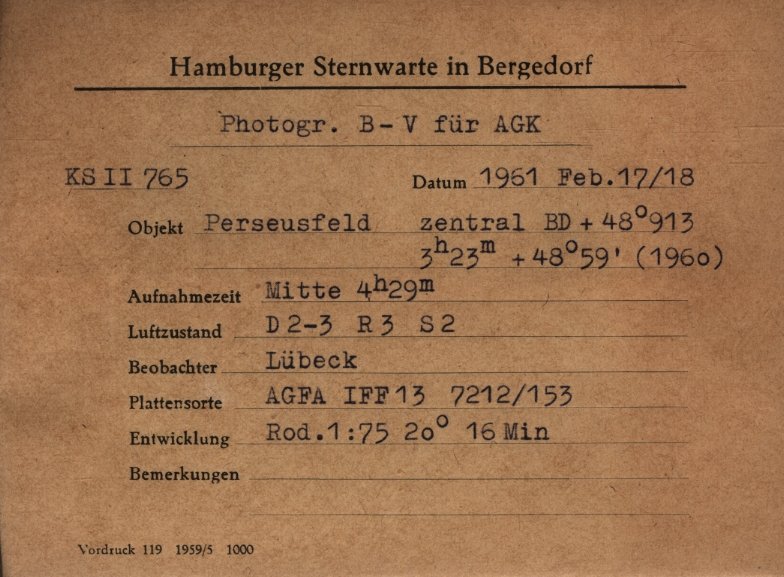 Hamburger Sternwarte in Bergedorf
Photogr. B-V für AGK
KS II 765 Datum 1961 Feb.17/18
Objekt Perseusfeld zentral BD + 48°913
3ʰ23ᵐ +48°59' (1960)
Aufnahmezeit Mitte 4ʰ29ᵐ
Luftzustand D 2-3 R 3 S 2
Beobachter Lübeck
Plattensorte AGFA IFF 13 7212/153
Entwicklung Rod.1:75 20° 16 Min
Bemerkungen
Vordruck 119 1959/5 1000